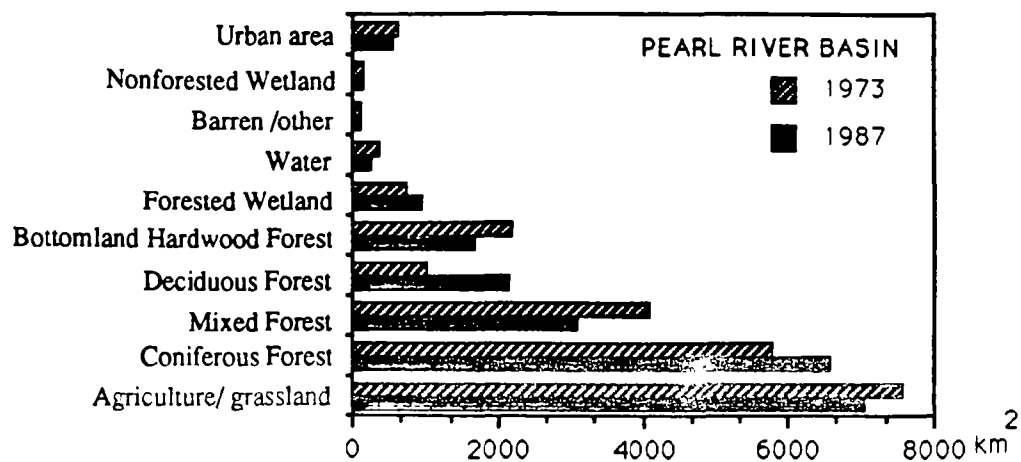 Urban area
Nonforested Wetland
Barren /other
Water
Forested Wetland
Bottomland Hardwood Forest
Deciduous Forest
Mixed Forest
Coniferous Forest
Agriculture/ grassland
PEARL RIVER BASIN
1973
1987
0 2000 4000 6000 8000 km 2